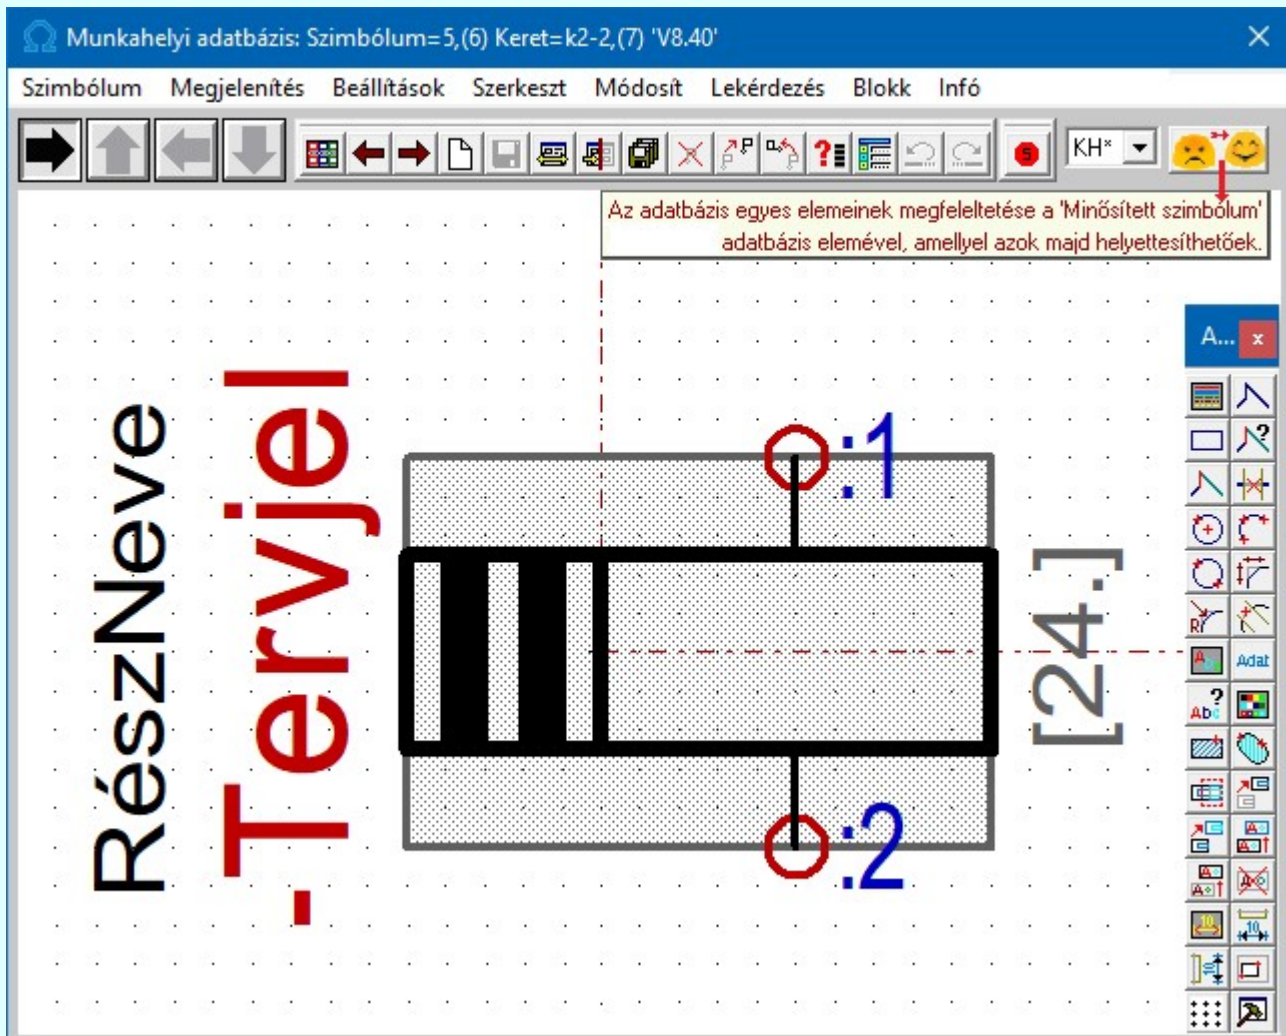 Munkahelyi adatbázis: Szimbólum=5,(6) Keret=k2-2,(7) 'V8.40'
Szimbólum Megjelenítés Beállítások Szerkeszt Módosít Lekérdezés Blokk Infó
KH*
Az adatbázis egyes elemeinek megfeleltetése a 'Minősített szimbólum'
adatbázis elemével, amellyel azok majd helyettesíthetőek.
A...
RészNeve
-Tervjel
:1
:2
[24.]
Adat